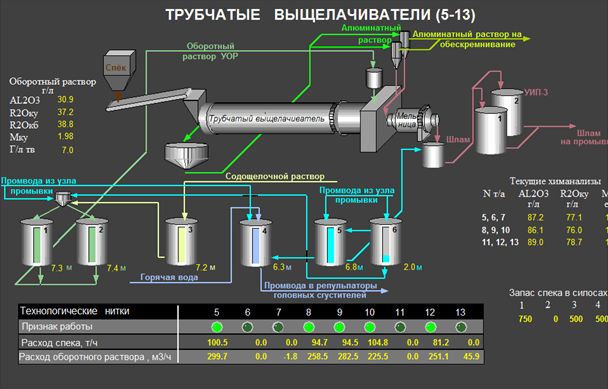 ТРУБЧАТЫЕ ВЫЩЕЛАЧИВАТЕЛИ (5-13)
Алюминатный раствор
Алюминатный раствор на обескремнивание
Оборотный раствор УОР
Спёк
Оборотный раствор
г/л
AL2O3 30.9
R2Oку 37.2
R2Oкб 38.8
Мку 1.98
Г/л тв 7.0
Трубчатый выщелачиватель
Мельница
УИП-3
1
2
Шлам
Шлам на промывку
Промвода из узла промывки
Содощелочной раствор
Промвода из узла промывки
1
2
3
4
5
6
7.3 м
7.4 м
7.2 м
6.3 м
6.8 м
2.0 м
Горячая вода
Промвода в репульпаторы головных сгустителей
Текущие химанализы
N т/а AL2O3 R2Oку
г/л г/л
5, 6, 7 87.2 77.1
8, 9, 10 86.1 76.0
11, 12, 13 89.0 78.7
Запас спека в силосах
1 2 3 4
750 0 500 500
Технологические нитки 5 6 7 8 9 10 11 12 13
Признак работы
Расход спека, т/ч 100.5 0.0 0.0 94.7 94.5 104.8 0.0 81.2 0.0
Расход оборотного раствора , м3/ч 299.7 0.0 -1.8 258.5 282.5 225.5 0.0 251.1 45.9